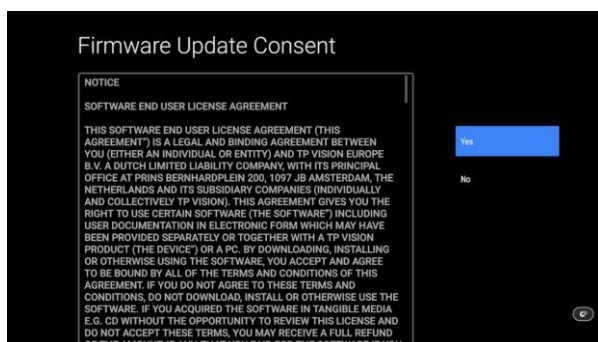 Firmware Update Consent
NOTICE
SOFTWARE END USER LICENSE AGREEMENT
THIS SOFTWARE END USER LICENSE AGREEMENT (THIS
AGREEMENT") IS A LEGAL AND BINDING AGREEMENT BETWEEN
YOU (EITHER AN INDIVIDUAL OR ENTITY) AND TP VISION EUROPE
B.V. A DUTCH LIMITED LIABILITY COMPANY, WITH ITS PRINCIPAL
OFFICE AT PRINS BERNHARDPLEIN 200, 1097 JB AMSTERDAM, THE
NETHERLANDS AND ITS SUBSIDIARY COMPANIES (INDIVIDUALLY
AND COLLECTIVELY TP VISION). THIS AGREEMENT GIVES YOU THE
RIGHT TO USE CERTAIN SOFTWARE (THE SOFTWARE") INCLUDING
USER DOCUMENTATION IN ELECTRONIC FORM WHICH MAY HAVE
BEEN PROVIDED SEPARATELY OR TOGETHER WITH A TP VISION
PRODUCT (THE DEVICE") OR A PC. BY DOWNLOADING, INSTALLING
OR OTHERWISE USING THE SOFTWARE, YOU ACCEPT AND AGREE
TO BE BOUND BY ALL OF THE TERMS AND CONDITIONS OF THIS
AGREEMENT. IF YOU DO NOT AGREE TO THESE TERMS AND
CONDITIONS, DO NOT DOWNLOAD, INSTALL OR OTHERWISE USE THE
SOFTWARE. IF YOU ACQUIRED THE SOFTWARE IN TANGIBLE MEDIA
E.G. CD WITHOUT THE OPPORTUNITY TO REVIEW THIS LICENSE AND
DO NOT ACCEPT THESE TERMS, YOU MAY RECEIVE A FULL REFUND
Yes
No